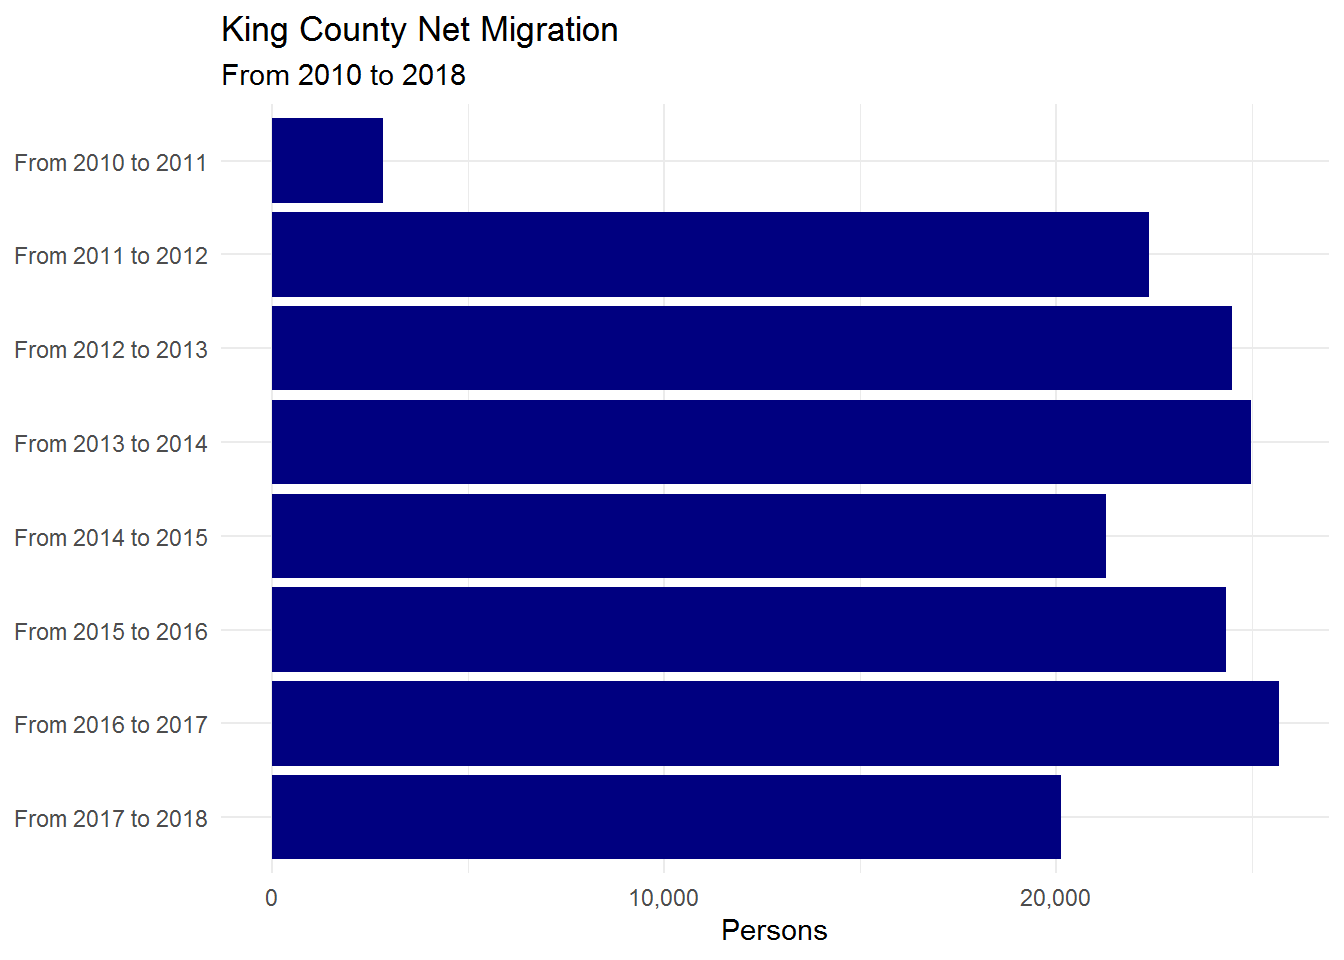 King County Net Migration
From 2010 to 2018
From 2010 to 2011
From 2011 to 2012
From 2012 to 2013
From 2013 to 2014
From 2014 to 2015
From 2015 to 2016
From 2016 to 2017
From 2017 to 2018
0 10,000 20,000
Persons